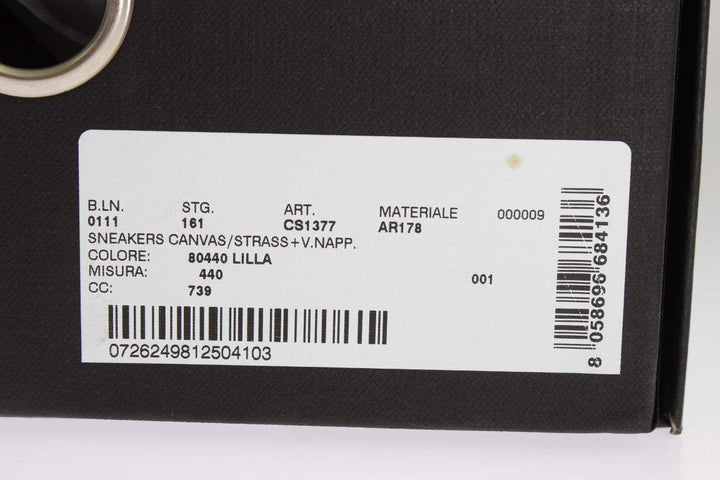 B.LN. STG. ART. MATERIALE 000009
0111 161 CS1377 AR178
SNEAKERS CANVAS/STRASS+V.NAPP.
COLORE: 80440 LILLA
MISURA: 440 001
CC: 739
0726249812504103
8 058696 684136